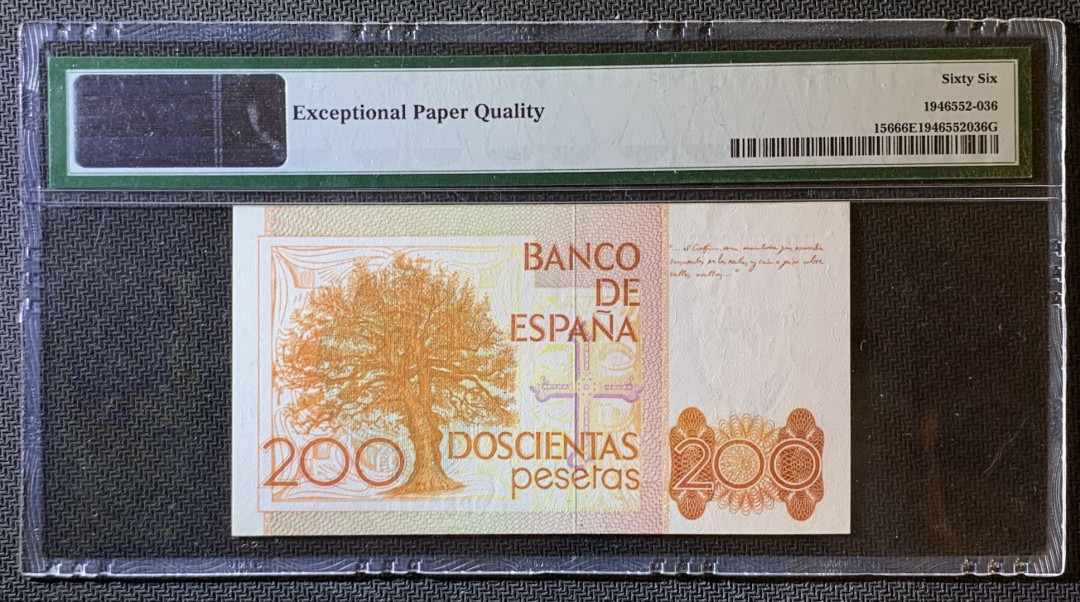 Sixty Six
Exceptional Paper Quality
1946552-036
15666E1946552036G
BANCO
DE
ESPAÑA
200
DOSCIENTAS
pesetas
200